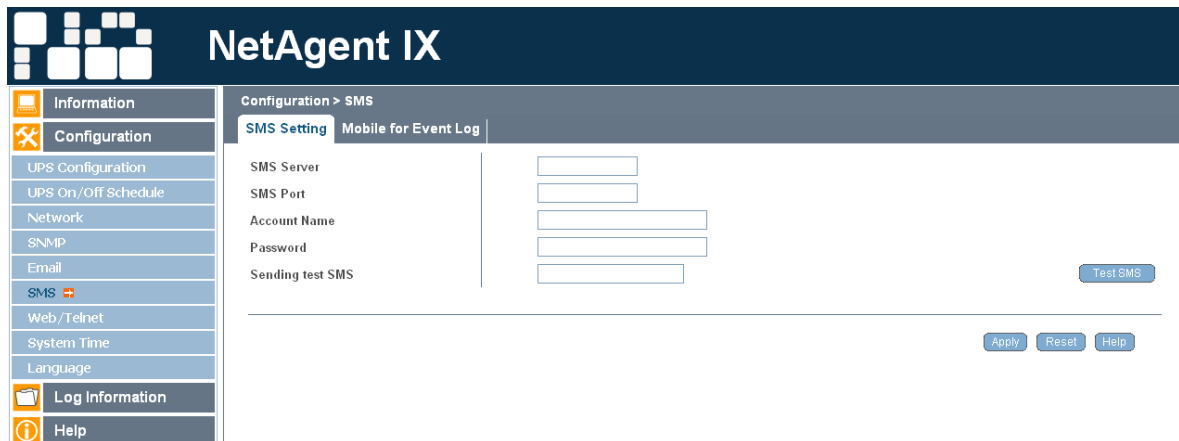 NetAgent IX
Information
Configuration
UPS Configuration
UPS On/Off Schedule
Network
SNMP
Email
SMS
Web/Telnet
System Time
Language
Log Information
Help
Configuration > SMS
SMS Setting
Mobile for Event Log
SMS Server
SMS Port
Account Name
Password
Sending test SMS
Test SMS
Apply
Reset
Help